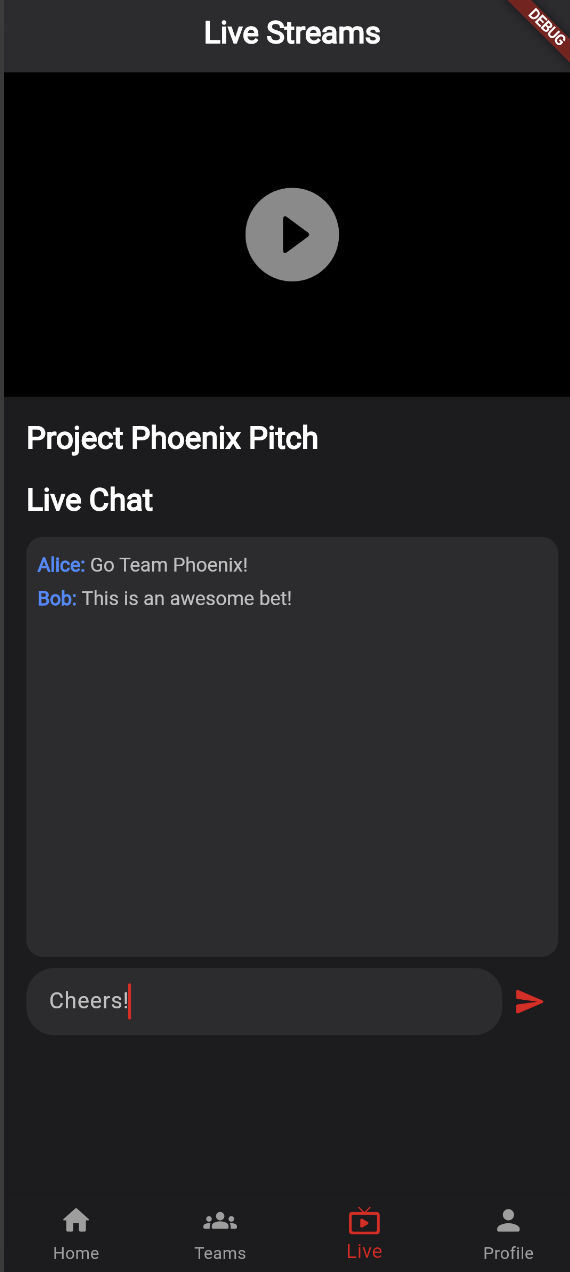 Live Streams
DEBUG
Project Phoenix Pitch
Live Chat
Alice: Go Team Phoenix!
Bob: This is an awesome bet!
Cheers!
Home
Teams
Live
Profile